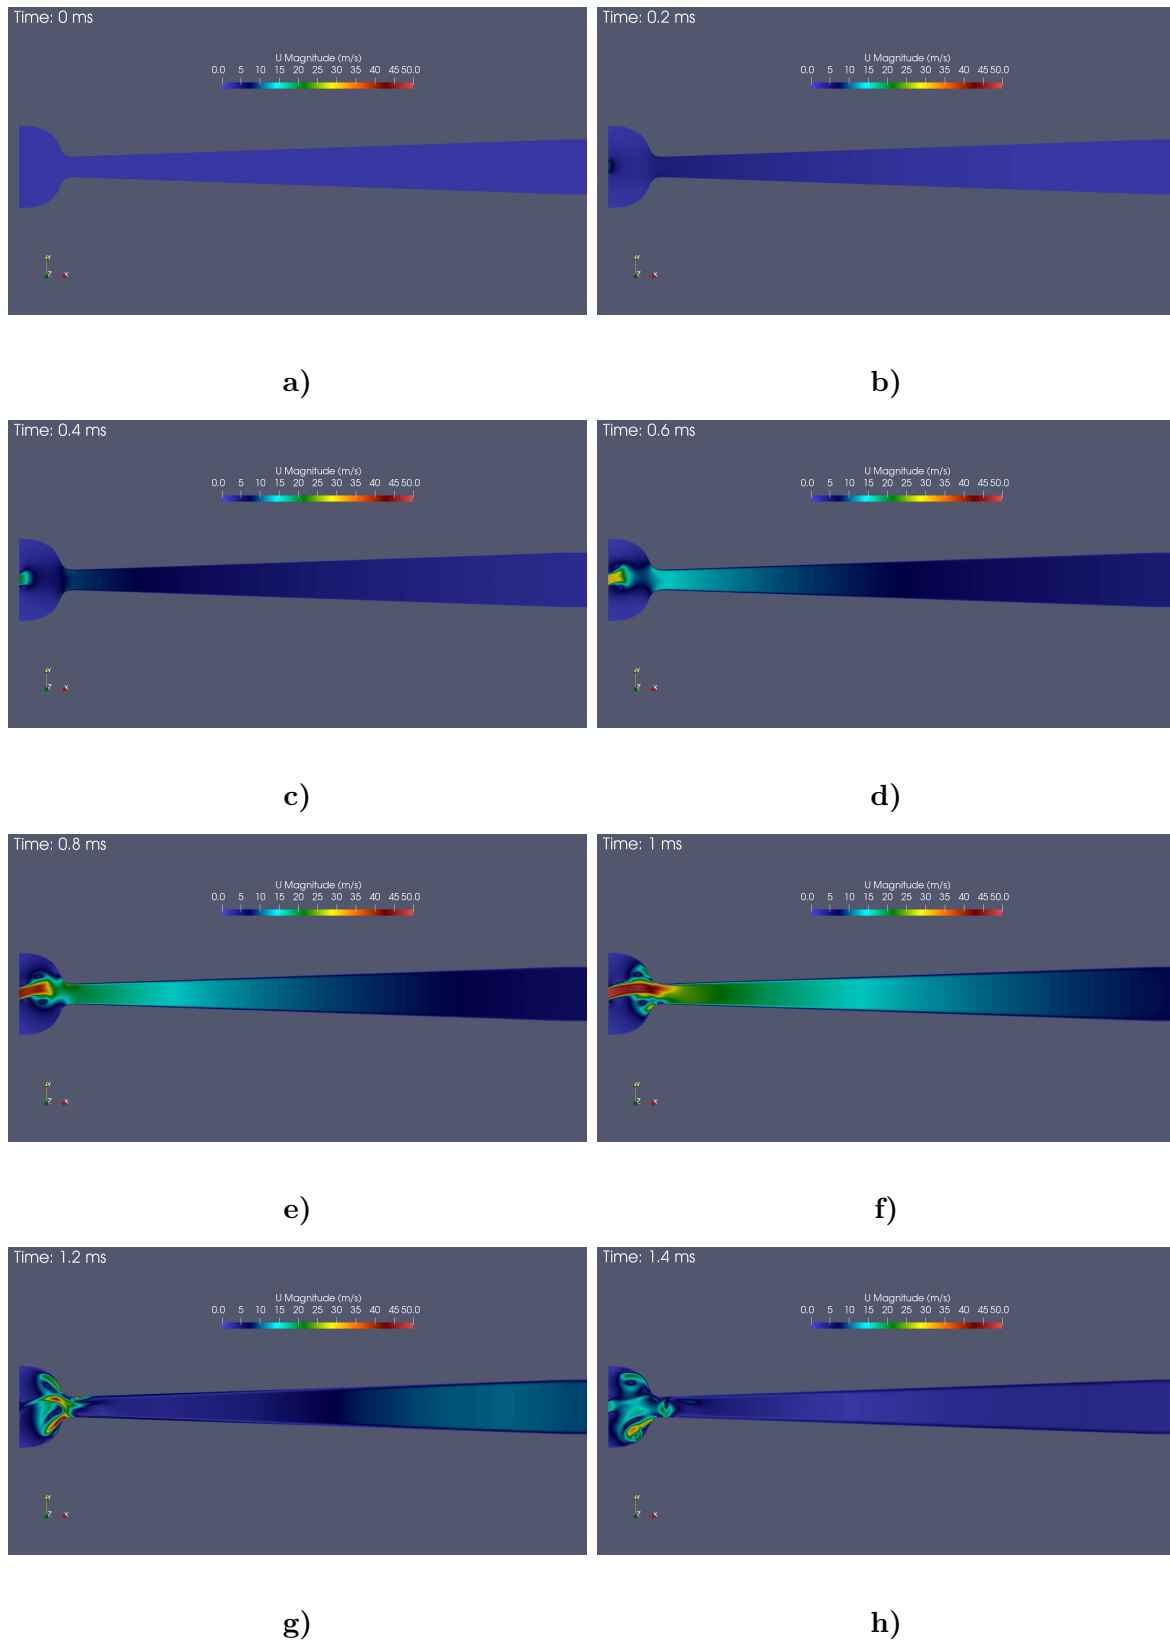 Time: 0 ms
U Magnitude (m/s)
0.0 5 10 15 20 25 30 35 40 45 50.0
Y
Z X
a)
Time: 0.2 ms
U Magnitude (m/s)
0.0 5 10 15 20 25 30 35 40 45 50.0
Y
Z X
b)
Time: 0.4 ms
U Magnitude (m/s)
0.0 5 10 15 20 25 30 35 40 45 50.0
Y
Z X
c)
Time: 0.6 ms
U Magnitude (m/s)
0.0 5 10 15 20 25 30 35 40 45 50.0
Y
Z X
d)
Time: 0.8 ms
U Magnitude (m/s)
0.0 5 10 15 20 25 30 35 40 45 50.0
Y
Z X
e)
Time: 1 ms
U Magnitude (m/s)
0.0 5 10 15 20 25 30 35 40 45 50.0
Y
Z X
f)
Time: 1.2 ms
U Magnitude (m/s)
0.0 5 10 15 20 25 30 35 40 45 50.0
Y
Z X
g)
Time: 1.4 ms
U Magnitude (m/s)
0.0 5 10 15 20 25 30 35 40 45 50.0
Y
Z X
h)